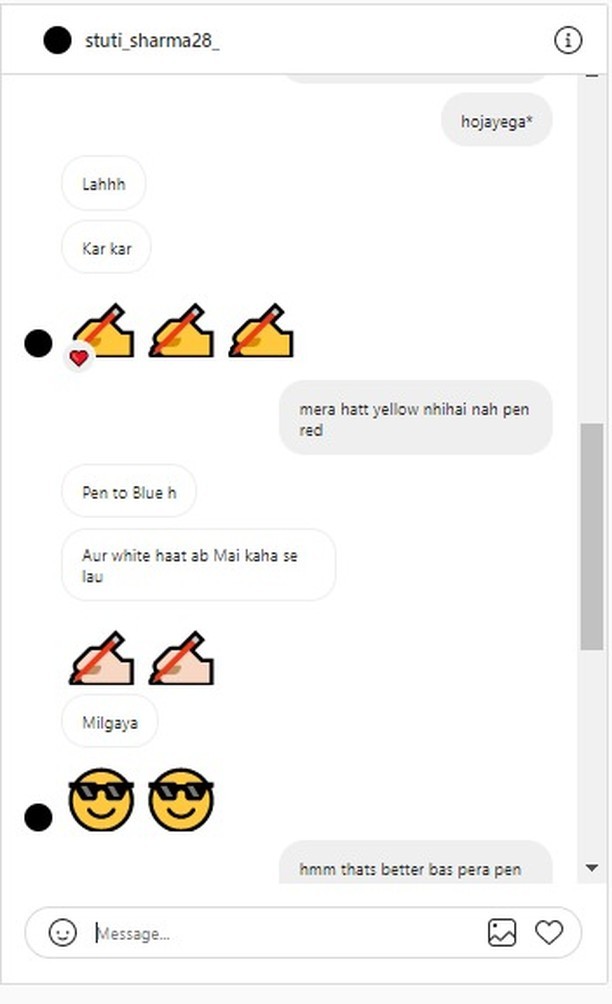 stuti_sharma28_
hojayega*
Lahhh
Kar kar
mera hatt yellow nhihai nah pen
red
Pen to Blue h
Aur white haat ab Mai kaha se
lau
Milgaya
hmm thats better bas pera pen
Message...